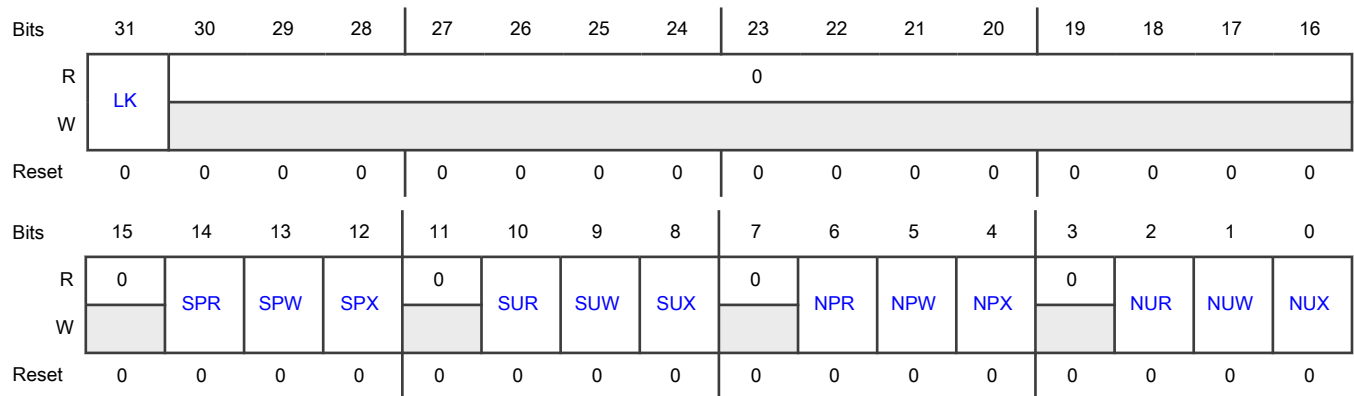 Bits 31 30 29 28 27 26 25 24 23 22 21 20 19 18 17 16
R LK 0
W
Reset 0 0 0 0 0 0 0 0 0 0 0 0 0 0 0 0
Bits 15 14 13 12 11 10 9 8 7 6 5 4 3 2 1 0
R 0 SPR SPW SPX 0 SUR SUW SUX 0 NPR NPW NPX 0 NUR NUW NUX
W
Reset 0 0 0 0 0 0 0 0 0 0 0 0 0 0 0 0